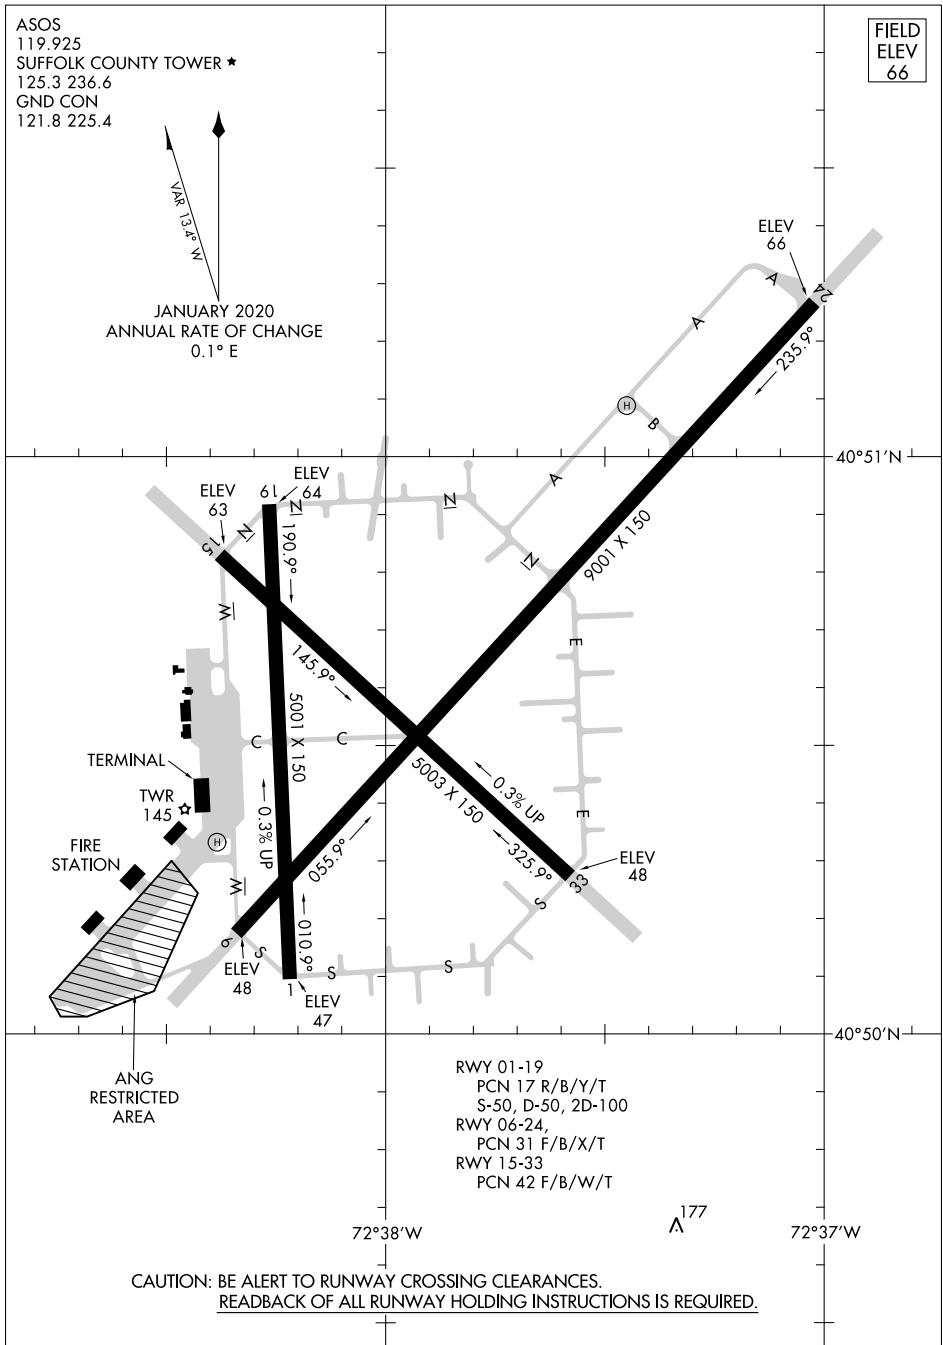 ASOS
119.925
SUFFOLK COUNTY TOWER ★
125.3 236.6
GND CON
121.8 225.4
FIELD
ELEV
66
VAR 13.4° W
JANUARY 2020
ANNUAL RATE OF CHANGE
0.1° E
ELEV
66
A
24
A
235.9°
H
B
40°51'N
A
ELEV
64
19
ELEV
63
N
N
N
15
190.9°
9001 X 150
N
W
E
145.9°
5001 X 150
C
C
TERMINAL
5003 X 150
0.3% UP
TWR
145
0.3% UP
E
H
FIRE
STATION
055.9°
325.9°
ELEV
48
33
W
S
010.9°
6
S
ELEV
48
S
S
1
ELEV
47
40°50'N
ANG
RESTRICTED
AREA
RWY 01-19
PCN 17 R/B/Y/T
S-50, D-50, 2D-100
RWY 06-24,
PCN 31 F/B/X/T
RWY 15-33
PCN 42 F/B/W/T
177
72°38'W
72°37'W
CAUTION: BE ALERT TO RUNWAY CROSSING CLEARANCES.
READBACK OF ALL RUNWAY HOLDING INSTRUCTIONS IS REQUIRED.